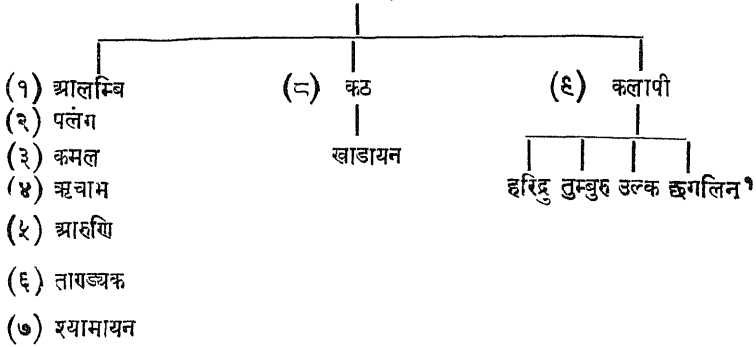 (१) आलम्बि (८) कठ (९) कलापी
(२) पलंग
(३) कमल खाडायन
(४) ऋचाभ हरिद्रु तुम्बुरु उल्क छगलिन्१
(५) आरुणि
(६) ताण्ड्यक
(७) श्यामायन